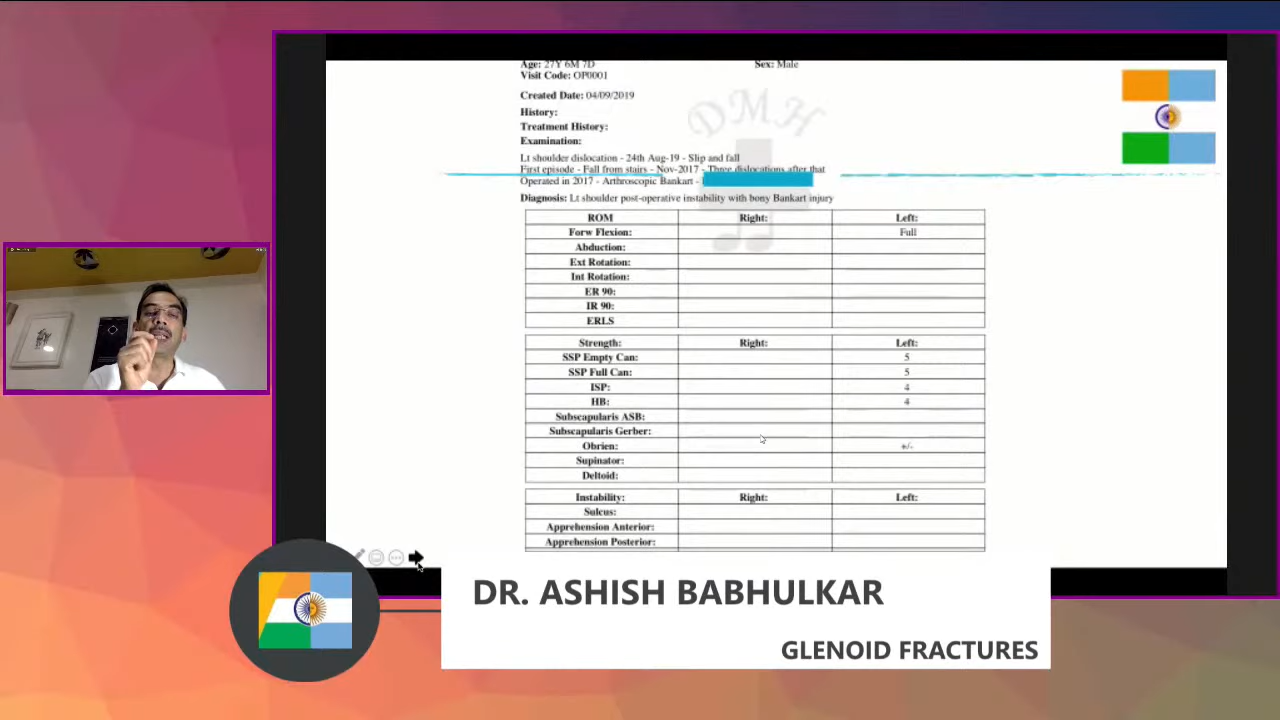 Age: 27Y 6M 7D Sex: Male
Visit Code: OP0001
Created Date: 04/09/2019
History:
Treatment History:
Examination:
Lt shoulder dislocation - 24th Aug-19 - Slip and fall
First episode - Fall from stairs - Nov-2017 - Three dislocations after that
Operated in 2017 - Arthroscopic Bankart -
Diagnosis: Lt shoulder post-operative instability with bony Bankart injury
DMH
ROM Right: Left:
Forw Flexion: Full
Abduction:
Ext Rotation:
Int Rotation:
ER 90:
IR 90:
ERLS
Strength: Right: Left:
SSP Empty Can: 5
SSP Full Can: 5
ISP: 4
HB: 4
Subscapularis ASB:
Subscapularis Gerber:
Obrien: +/-
Supinator:
Deltoid:
Instability: Right: Left:
Sulcus:
Apprehension Anterior:
Apprehension Posterior:
DR. ASHISH BABHULKAR
GLENOID FRACTURES